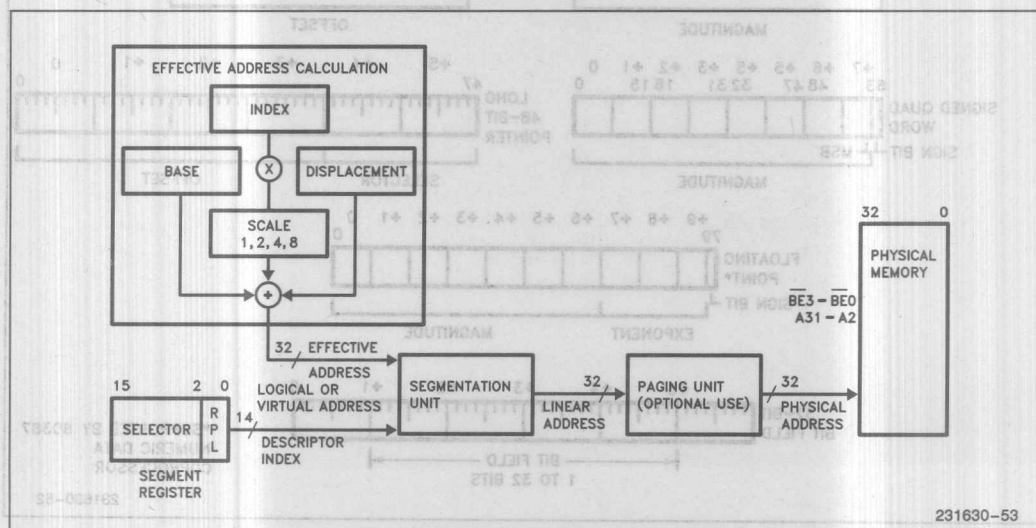 EFFECTIVE ADDRESS CALCULATION
INDEX
X
BASE
DISPLACEMENT
SCALE
1, 2, 4, 8
+
32
EFFECTIVE
ADDRESS
LOGICAL OR
VIRTUAL ADDRESS
15 2 0
SELECTOR
R
P
L
SEGMENT
REGISTER
14
DESCRIPTOR
INDEX
SEGMENTATION
UNIT
32
LINEAR
ADDRESS
PAGING UNIT
(OPTIONAL USE)
32
PHYSICAL
ADDRESS
32 0
PHYSICAL
MEMORY
BE3 – BE0
A31 – A2
231630–53